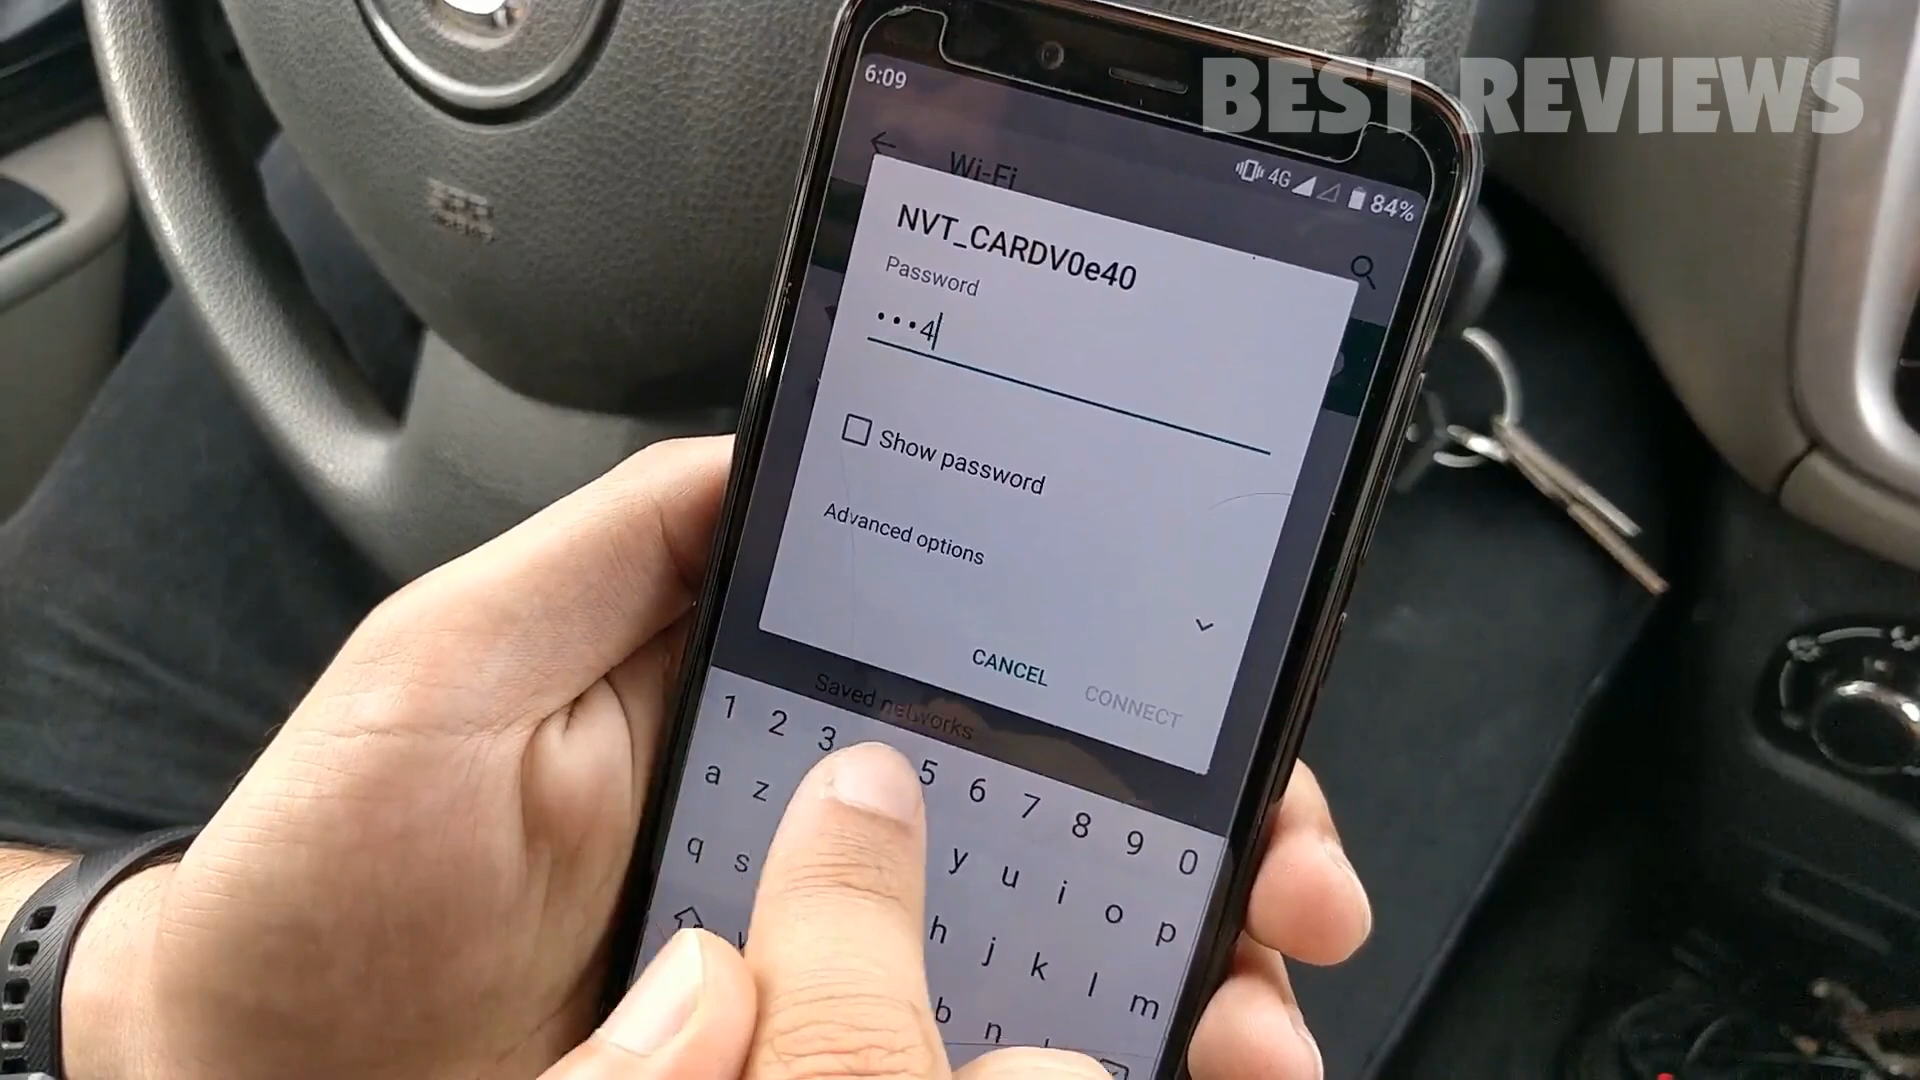 BEST REVIEWS
6:09
4G 84%
Wi-Fi
NVT_CARDV0e40
Password
•••4
Show password
Advanced options
CANCEL CONNECT
Saved networks
1 2 3 5 6 7 8 9 0
a z y u i o p
q s h j k l m
b n